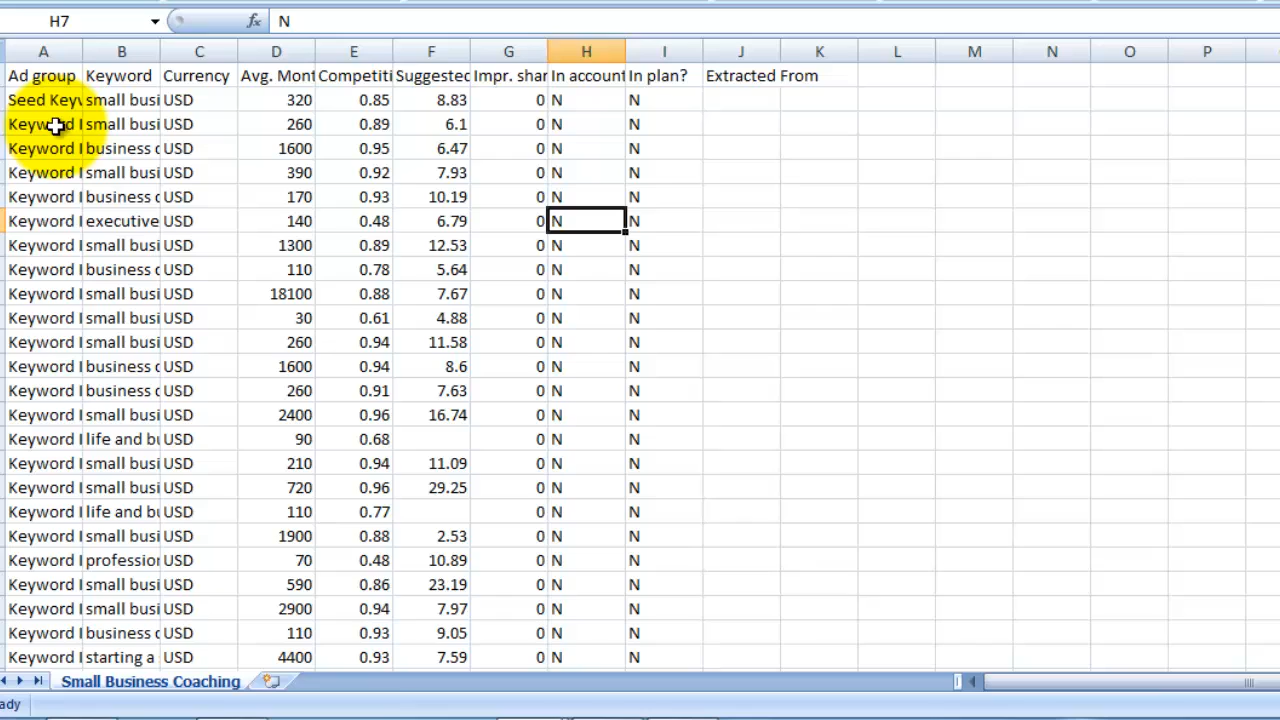 H7 fx N
A B C D E F G H I J K L M N O P
Ad group Keyword Currency Avg. Mont Competiti Suggested Impr. shar In account In plan? Extracted From
Seed Keyw small busi USD 320 0.85 8.83 0 N N
Keyword I small busi USD 260 0.89 6.1 0 N N
Keyword I business c USD 1600 0.95 6.47 0 N N
Keyword I small busi USD 390 0.92 7.93 0 N N
Keyword I business c USD 170 0.93 10.19 0 N N
Keyword I executive USD 140 0.48 6.79 0 N N
Keyword I small busi USD 1300 0.89 12.53 0 N N
Keyword I business c USD 110 0.78 5.64 0 N N
Keyword I small busi USD 18100 0.88 7.67 0 N N
Keyword I small busi USD 30 0.61 4.88 0 N N
Keyword I small busi USD 260 0.94 11.58 0 N N
Keyword I business c USD 1600 0.94 8.6 0 N N
Keyword I business c USD 260 0.91 7.63 0 N N
Keyword I small busi USD 2400 0.96 16.74 0 N N
Keyword I life and bu USD 90 0.68 0 N N
Keyword I small busi USD 210 0.94 11.09 0 N N
Keyword I small busi USD 720 0.96 29.25 0 N N
Keyword I life and bu USD 110 0.77 0 N N
Keyword I small busi USD 1900 0.88 2.53 0 N N
Keyword I profession USD 70 0.48 10.89 0 N N
Keyword I small busi USD 590 0.86 23.19 0 N N
Keyword I small busi USD 2900 0.94 7.97 0 N N
Keyword I business c USD 110 0.93 9.05 0 N N
Keyword I starting a USD 4400 0.93 7.59 0 N N
Small Business Coaching
ady